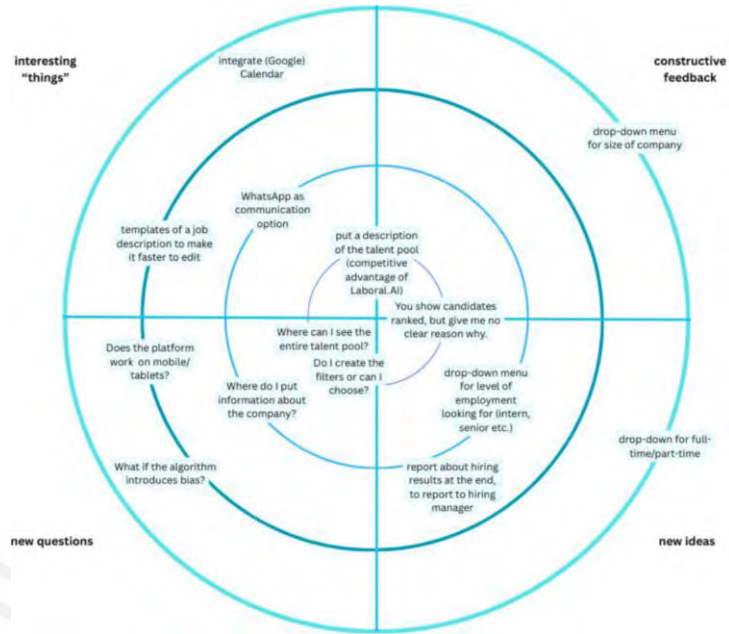 interesting
“things”
integrate (Google)
Calendar
constructive
feedback
drop-down menu
for size of company
WhatsApp as
communication
option
templates of a job
description to make
it faster to edit
put a description
of the talent pool
(competitive
advantage of
Laboral.AI)
You show candidates
ranked, but give me no
clear reason why.
Where can I see the
entire talent pool?
Do I create the
filters or can I
choose?
Does the platform
work on mobile/
tablets?
Where do I put
information about
the company?
drop-down menu
for level of
employment
looking for (intern,
senior etc.)
drop-down for full-
time/part-time
What if the algorithm
introduces bias?
report about hiring
results at the end,
to report to hiring
manager
new questions
new ideas